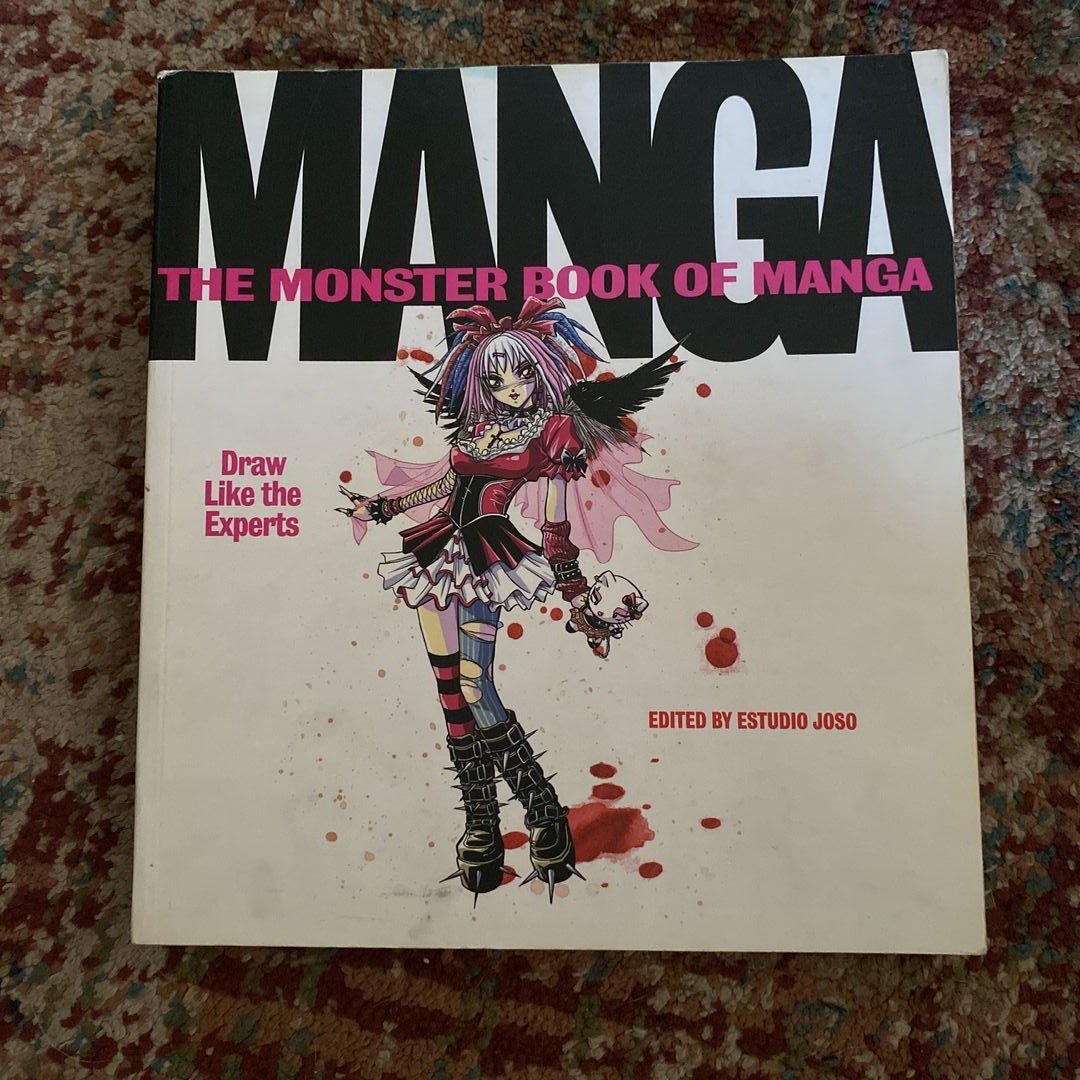 MANGA
THE MONSTER BOOK OF MANGA
Draw
Like the
Experts
EDITED BY ESTUDIO JOSO